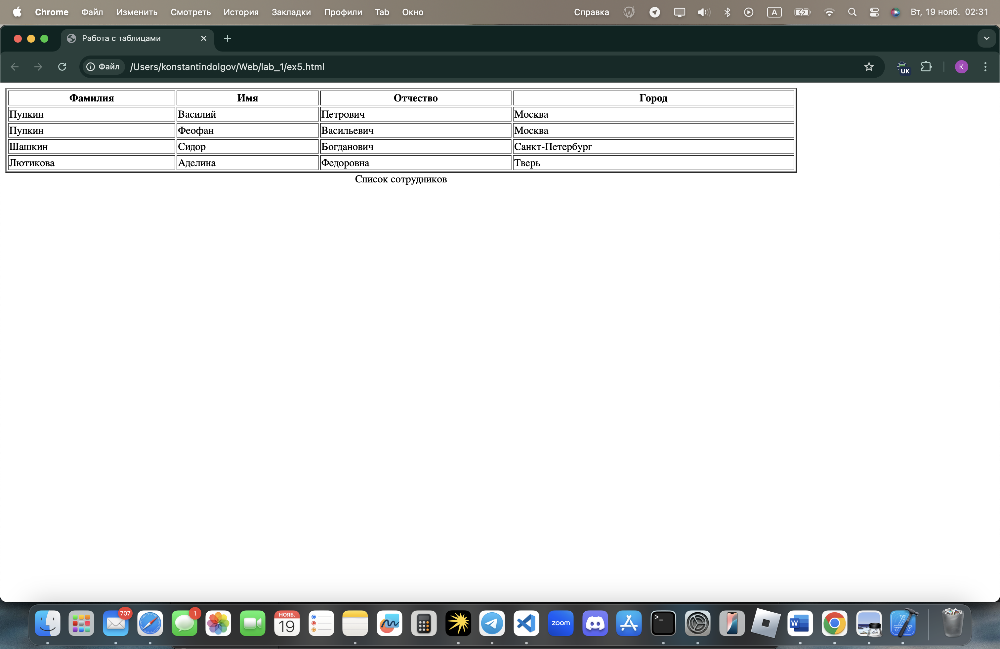 Chrome Файл Изменить Смотреть История Закладки Профили Tab Окно Справка A Вт, 19 нояб. 02:31
Работа с таблицами
Файл /Users/konstantindolgov/Web/lab_1/ex5.html UK K
Фамилия Имя Отчество Город
Пупкин Василий Петрович Москва
Пупкин Феофан Васильевич Москва
Шашкин Сидор Богданович Санкт-Петербург
Лютикова Аделина Федоровна Тверь
Список сотрудников
707 1 НОЯБ. 19 zoom >_ W